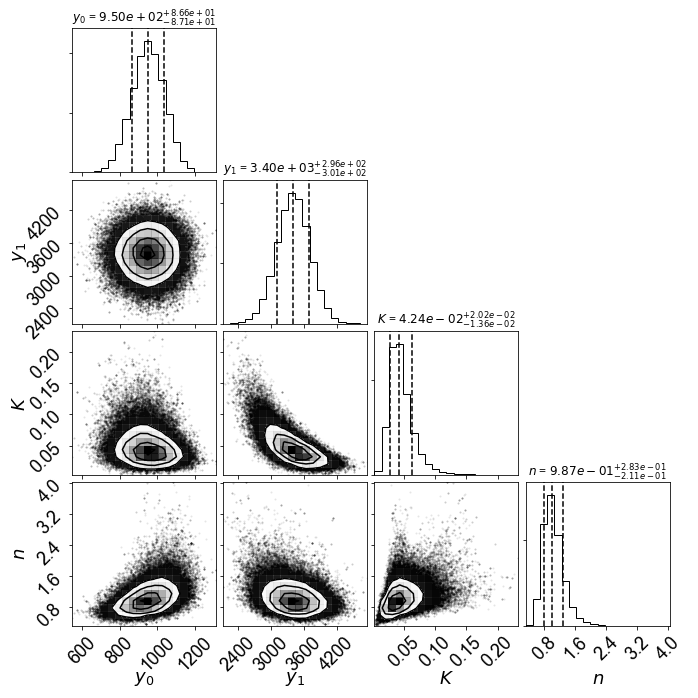 y₀ = 9.50e + 02 +8.66e+01 −8.71e+01
y₁ = 3.40e + 03 +2.96e+02 −3.01e+02
4200
3600
3000
2400
y₁
K = 4.24e − 02 +2.02e−02 −1.36e−02
0.20
0.15
0.10
0.05
K
n = 9.87e − 01 +2.83e−01 −2.11e−01
4.0
3.2
2.4
1.6
0.8
n
600 800 1000 1200 2400 3000 3600 4200 0.05 0.10 0.15 0.20 0.8 1.6 2.4 3.2 4.0
y₀ y₁ K n